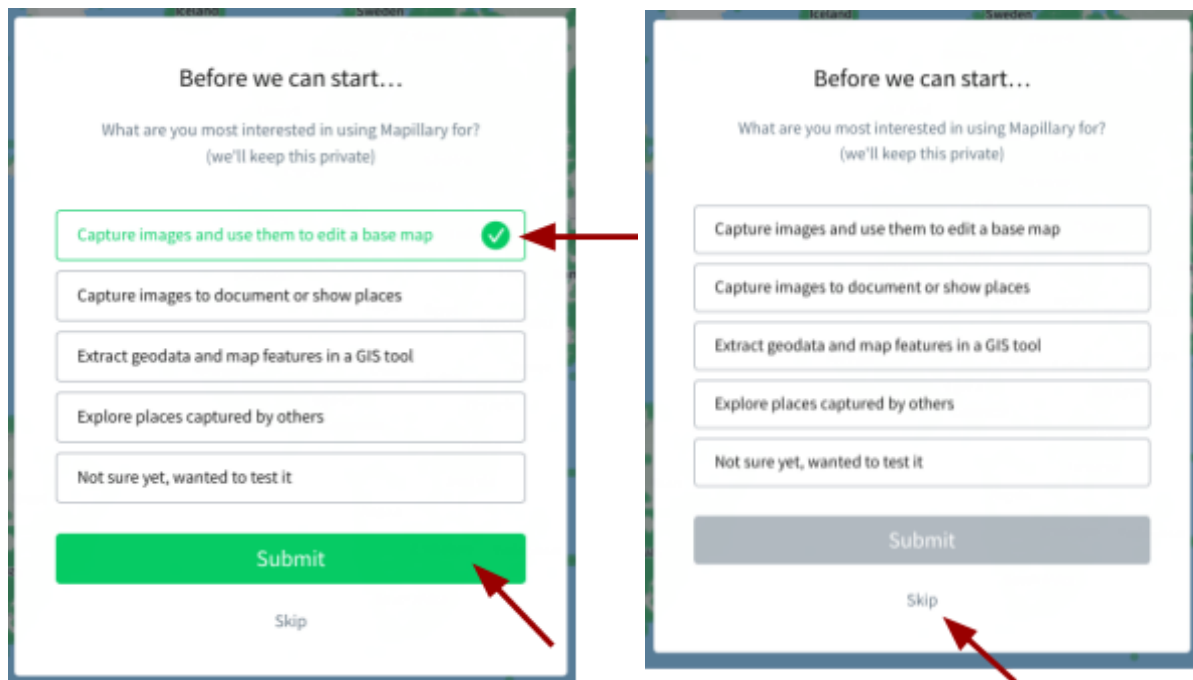 Iceland
Sweden
Before we can start...
What are you most interested in using Mapillary for?
(we'll keep this private)
Capture images and use them to edit a base map
Capture images to document or show places
Extract geodata and map features in a GIS tool
Explore places captured by others
Not sure yet, wanted to test it
Submit
Skip
Iceland
Sweden
Before we can start...
What are you most interested in using Mapillary for?
(we'll keep this private)
Capture images and use them to edit a base map
Capture images to document or show places
Extract geodata and map features in a GIS tool
Explore places captured by others
Not sure yet, wanted to test it
Submit
Skip